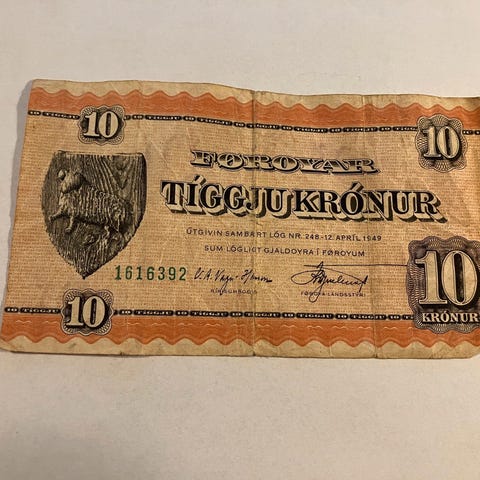 10
10
FØROYAR
TÍGGJU KRÓNUR
ÚTGIVIN SAMBÆRT LÓG NR. 248-12. APRÍL 1949
SUM LÓGLIGT GJALDOYRA Í FØROYUM
1616392
10
10
KRÓNUR